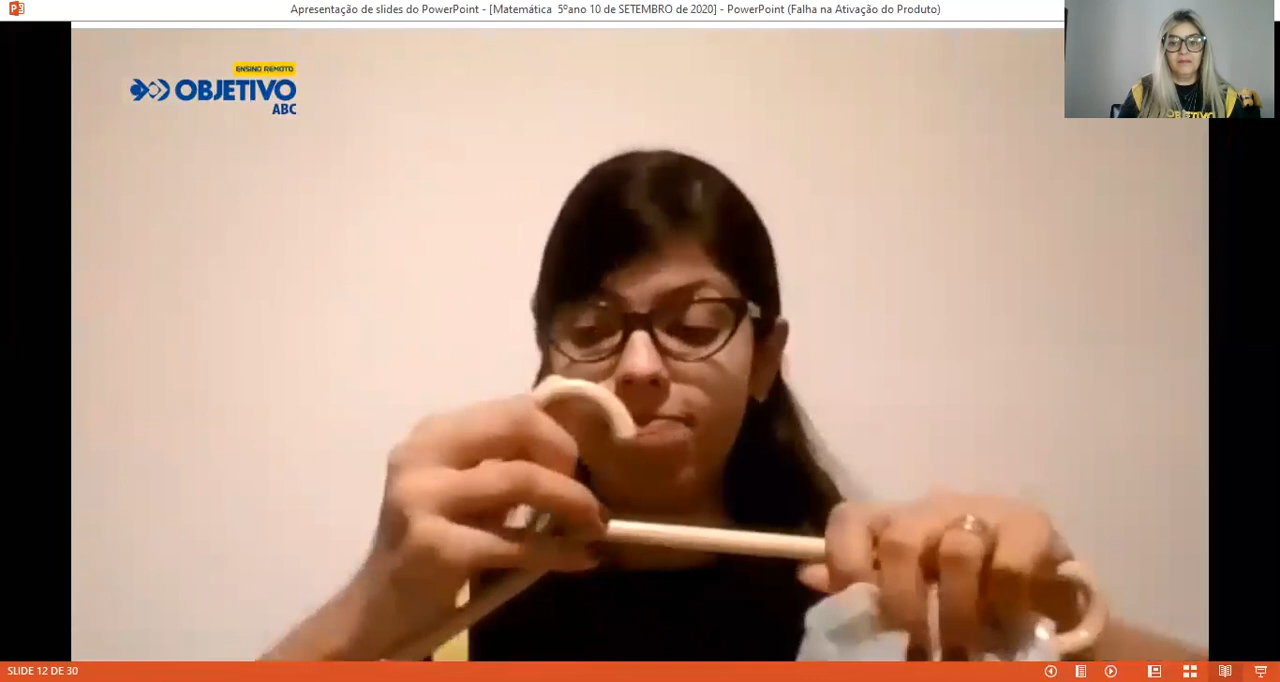 Apresentação de slides do PowerPoint - [Matemática 5ºano 10 de SETEMBRO de 2020] - PowerPoint (Falha na Ativação do Produto)
ENSINO REMOTO
OBJETIVO
ABC
OBJETIVO
SLIDE 12 DE 30